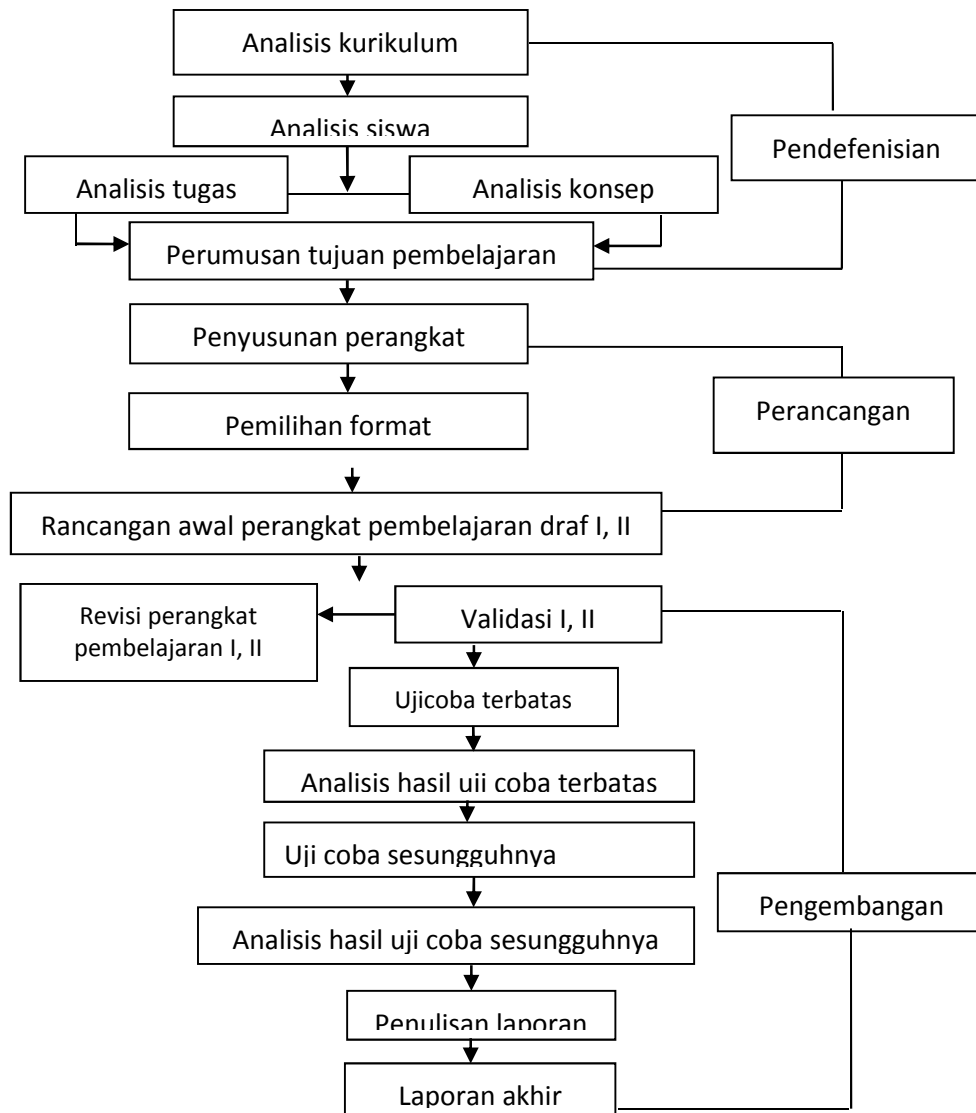 Analisis kurikulum
Analisis siswa
Pendefenisian
Analisis tugas
Analisis konsep
Perumusan tujuan pembelajaran
Penyusunan perangkat
Perancangan
Pemilihan format
Rancangan awal perangkat pembelajaran draf I, II
Revisi perangkat
pembelajaran I, II
Validasi I, II
Ujicoba terbatas
Analisis hasil uji coba terbatas
Uji coba sesungguhnya
Pengembangan
Analisis hasil uji coba sesungguhnya
Penulisan laporan
Laporan akhir